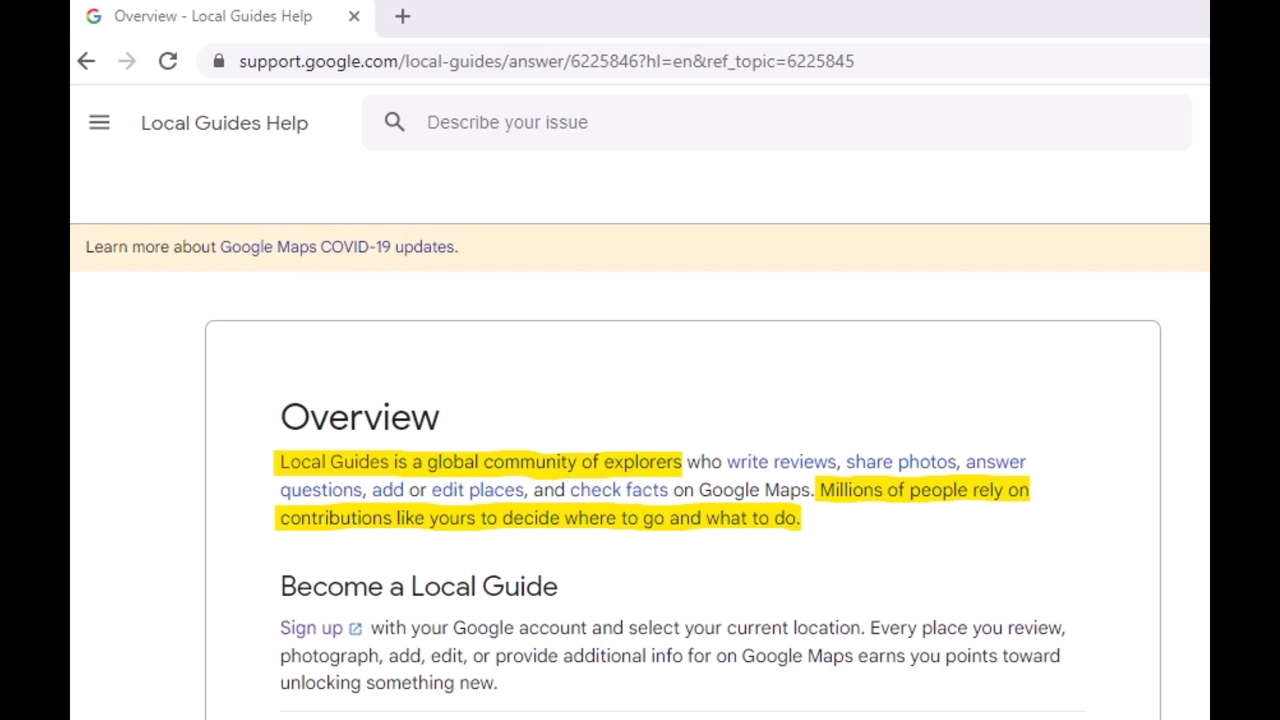 Overview - Local Guides Help
support.google.com/local-guides/answer/6225846?hl=en&ref_topic=6225845
Local Guides Help
Describe your issue
Learn more about Google Maps COVID-19 updates.
Overview
Local Guides is a global community of explorers who write reviews, share photos, answer
questions, add or edit places, and check facts on Google Maps. Millions of people rely on
contributions like yours to decide where to go and what to do.
Become a Local Guide
Sign up with your Google account and select your current location. Every place you review,
photograph, add, edit, or provide additional info for on Google Maps earns you points toward
unlocking something new.